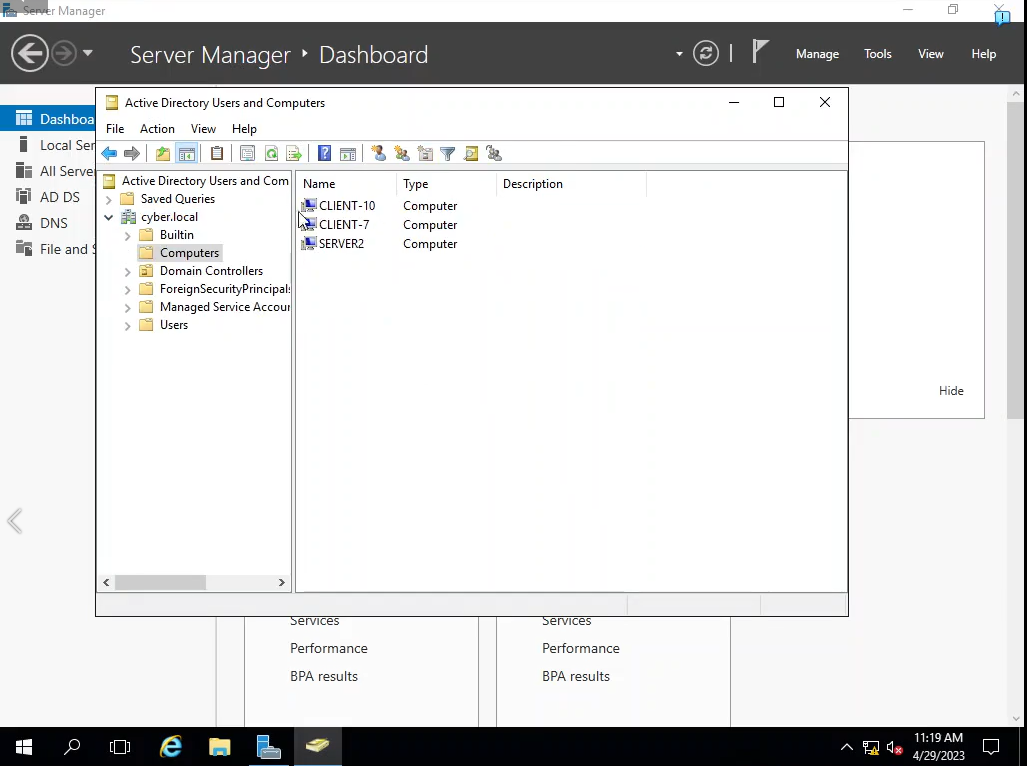 Server Manager
Server Manager Dashboard
Manage Tools View Help
Dashboa
Local Ser
All Server
AD DS
DNS
File and S
Active Directory Users and Computers
File Action View Help
Active Directory Users and Com
Saved Queries
cyber.local
Builtin
Computers
Domain Controllers
ForeignSecurityPrincipals
Managed Service Accour
Users
Name Type Description
CLIENT-10 Computer
CLIENT-7 Computer
SERVER2 Computer
Hide
Services Services
Performance Performance
BPA results BPA results
11:19 AM
4/29/2023